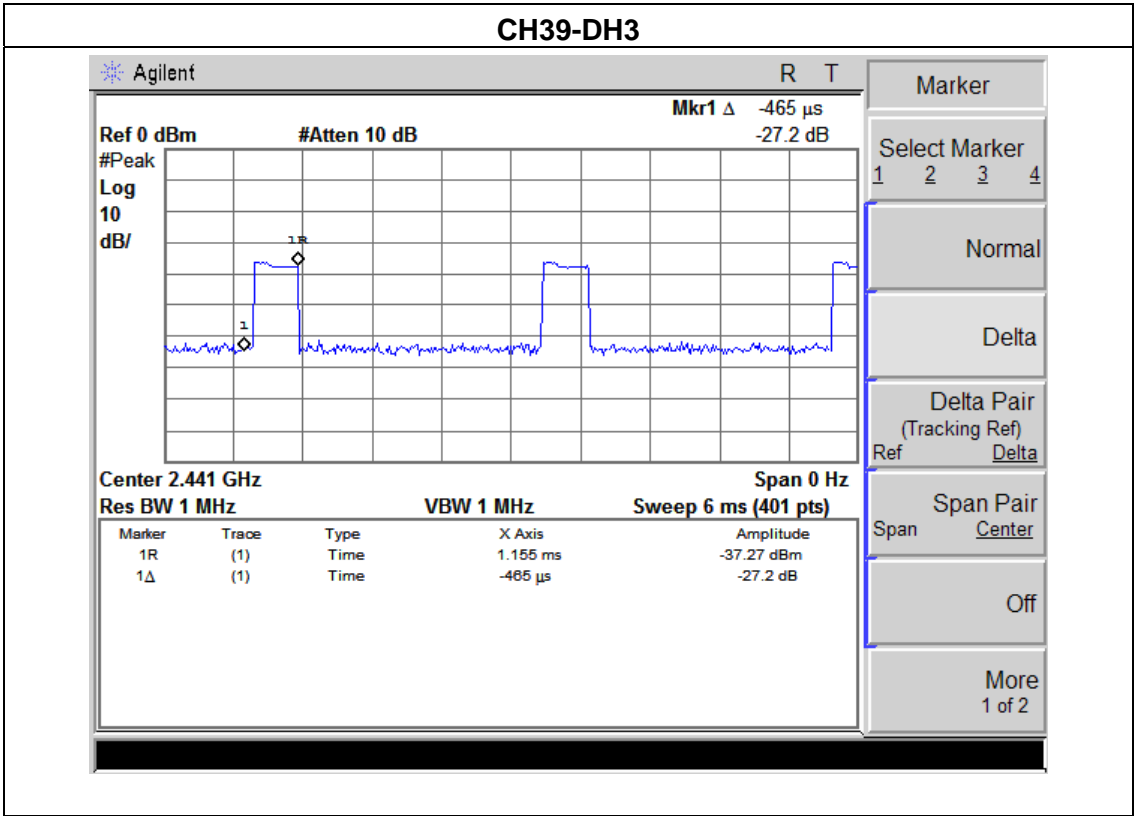 CH39-DH3
Agilent R T
Mkr1 Δ -465 µs
Ref 0 dBm #Atten 10 dB -27.2 dB
#Peak
Log
10
dB/
1R
1
Center 2.441 GHz Span 0 Hz
Res BW 1 MHz VBW 1 MHz Sweep 6 ms (401 pts)
Marker Trace Type X Axis Amplitude
1R (1) Time 1.155 ms -37.27 dBm
1Δ (1) Time -465 µs -27.2 dB
Marker
Select Marker
1 2 3 4
Normal
Delta
Delta Pair
(Tracking Ref)
Ref Delta
Span Pair
Span Center
Off
More
1 of 2